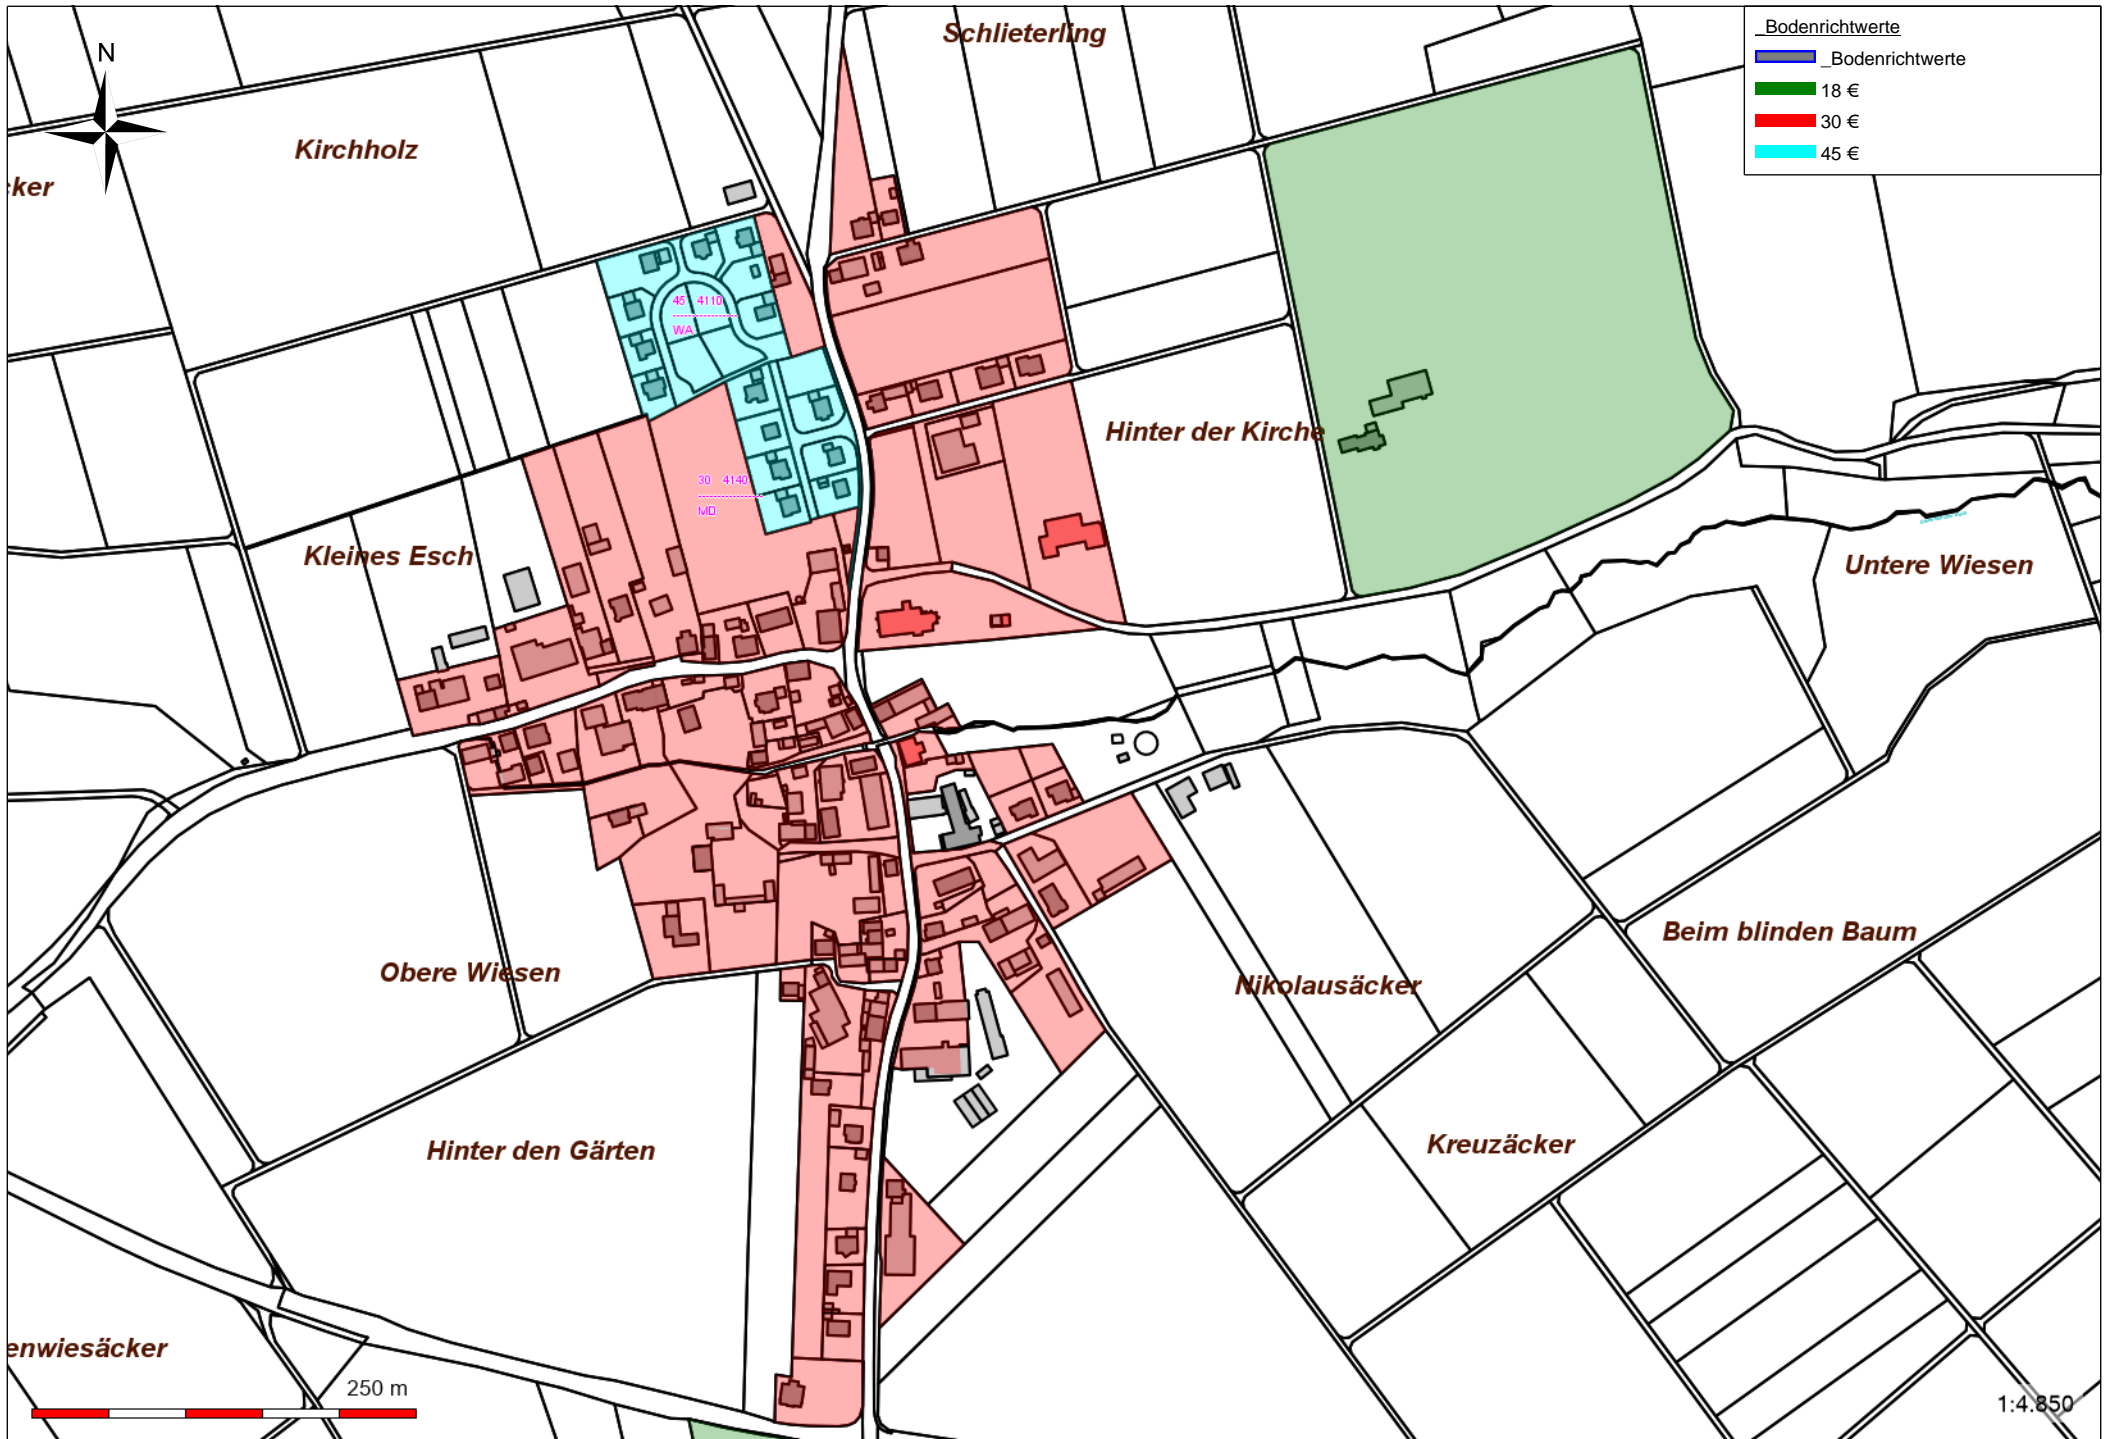 Schlieterling
_Bodenrichtwerte
_Bodenrichtwerte
18 €
30 €
45 €
N
Kirchholz
cker
45 4110
WA
Hinter der Kirche
30 4140
MD
Kleines Esch
Untere Wiesen
Beim blinden Baum
Obere Wiesen
Nikolausäcker
Hinter den Gärten
Kreuzäcker
enwiesäcker
250 m
1:4.850